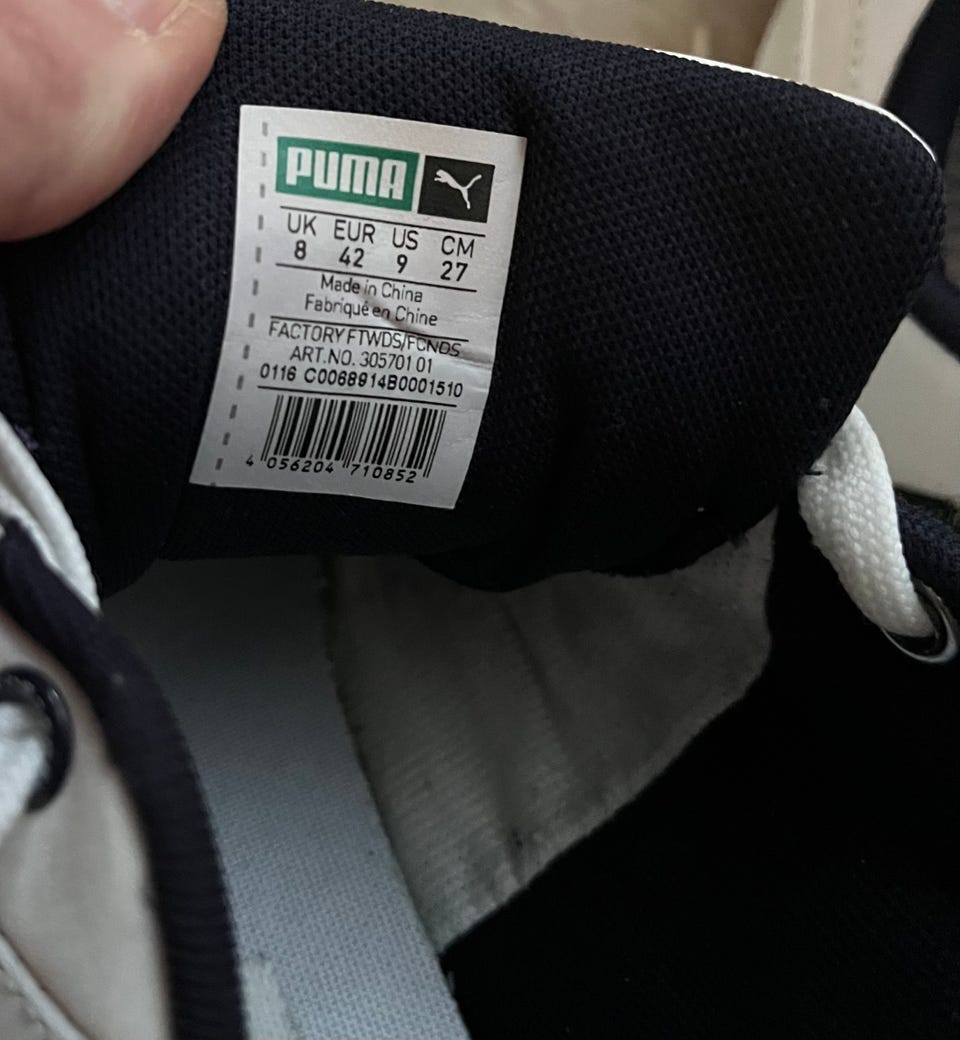 PUMA
UK EUR US CM
8 42 9 27
Made in China
Fabriqué en Chine
FACTORY FTWDS/FCNDS
ART.NO. 305701 01
0116 C0068914B0001510
4 056204 710852